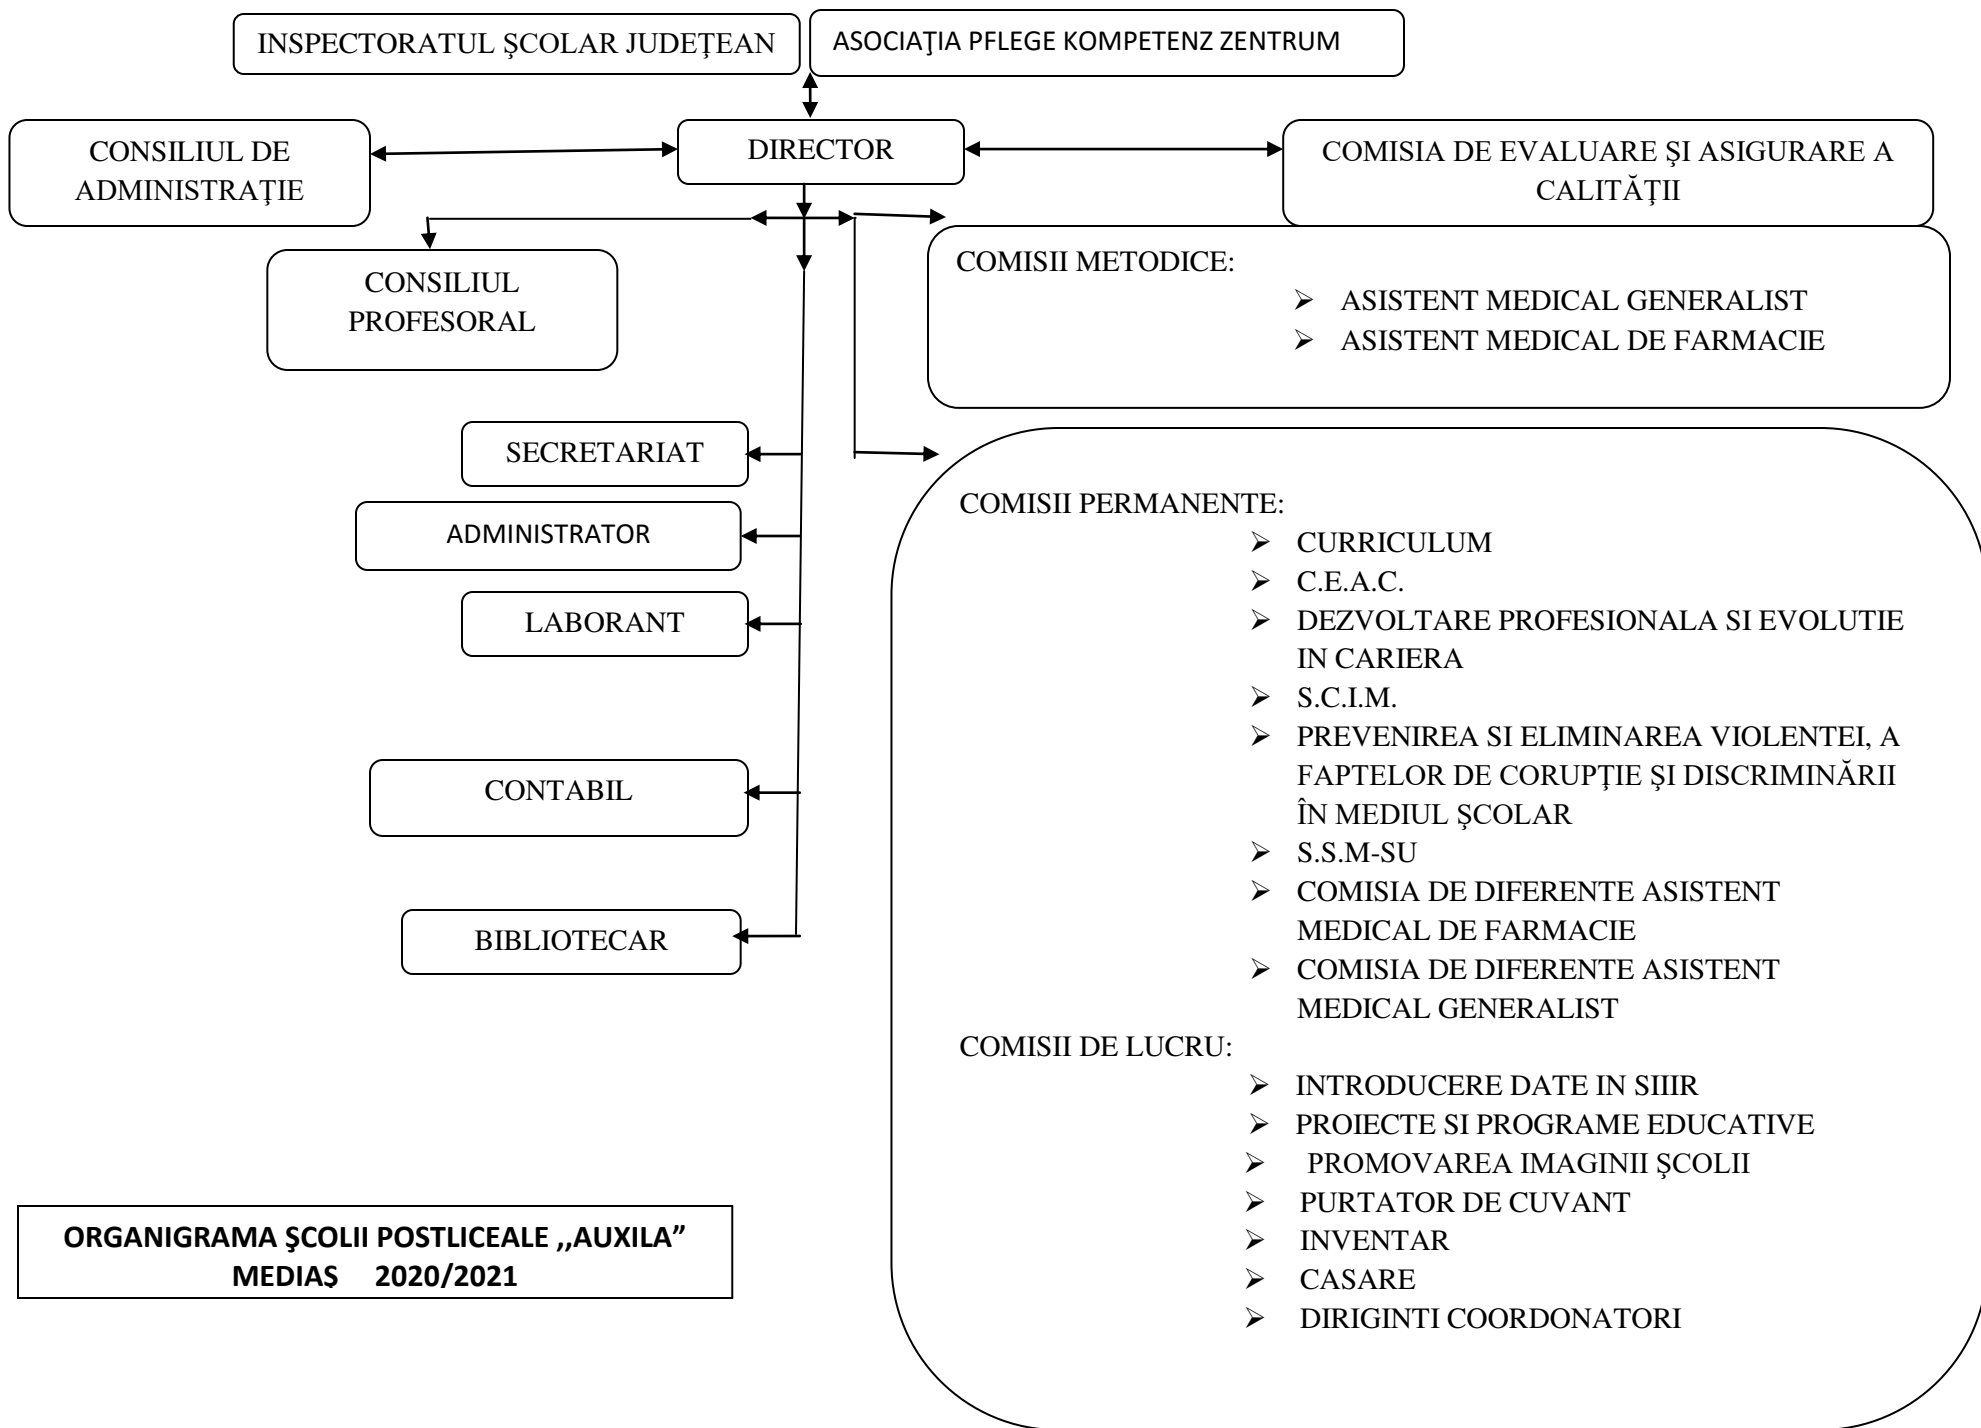 INSPECTORATUL ŞCOLAR JUDEŢEAN
ASOCIAŢIA PFLEGE KOMPETENZ ZENTRUM
CONSILIUL DE
ADMINISTRAŢIE
DIRECTOR
COMISIA DE EVALUARE ŞI ASIGURARE A
CALITĂŢII
CONSILIUL
PROFESORAL
COMISII METODICE:
➢ ASISTENT MEDICAL GENERALIST
➢ ASISTENT MEDICAL DE FARMACIE
SECRETARIAT
ADMINISTRATOR
LABORANT
CONTABIL
BIBLIOTECAR
COMISII PERMANENTE:
➢ CURRICULUM
➢ C.E.A.C.
➢ DEZVOLTARE PROFESIONALA SI EVOLUTIE
IN CARIERA
➢ S.C.I.M.
➢ PREVENIREA SI ELIMINAREA VIOLENTEI, A
FAPTELOR DE CORUPŢIE ŞI DISCRIMINĂRII
ÎN MEDIUL ŞCOLAR
➢ S.S.M-SU
➢ COMISIA DE DIFERENTE ASISTENT
MEDICAL DE FARMACIE
➢ COMISIA DE DIFERENTE ASISTENT
MEDICAL GENERALIST
COMISII DE LUCRU:
➢ INTRODUCERE DATE IN SIIIR
➢ PROIECTE SI PROGRAME EDUCATIVE
➢ PROMOVAREA IMAGINII ŞCOLII
➢ PURTATOR DE CUVANT
➢ INVENTAR
➢ CASARE
➢ DIRIGINTI COORDONATORI
ORGANIGRAMA ŞCOLII POSTLICEALE ,,AUXILA”
MEDIAŞ 2020/2021